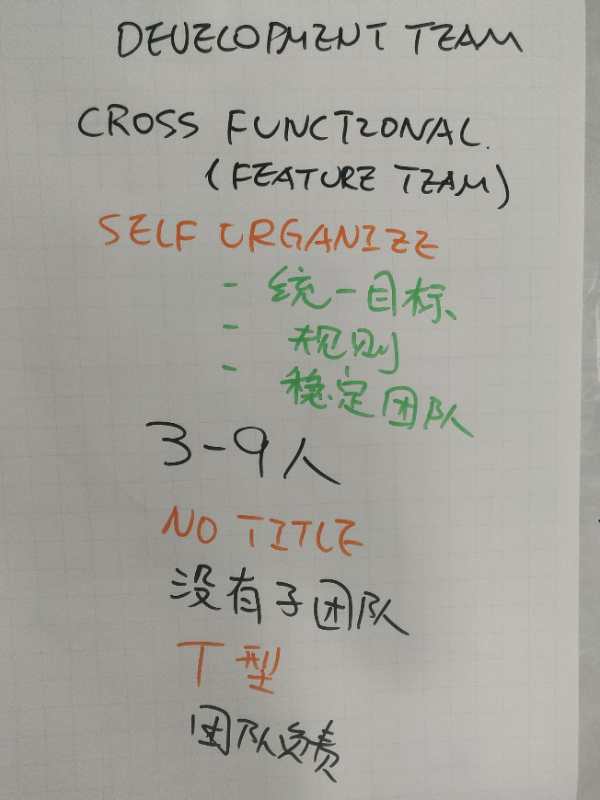 DEVELOPMENT TEAM
CROSS FUNCTIONAL.
(FEATURE TEAM)
SELF ORGANIZE
- 统一目标、
- 规则
- 稳定团队
3-9人
NO TITLE
没有子团队
T型
团队负责